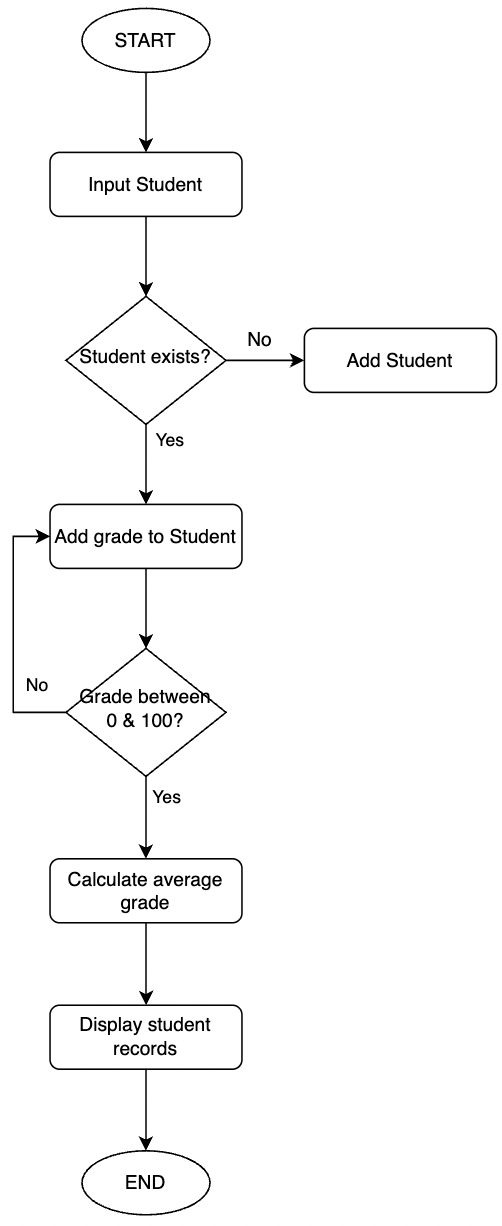 START
Input Student
Student exists?
No
Add Student
Yes
Add grade to Student
No
Grade between
0 & 100?
Yes
Calculate average
grade
Display student
records
END